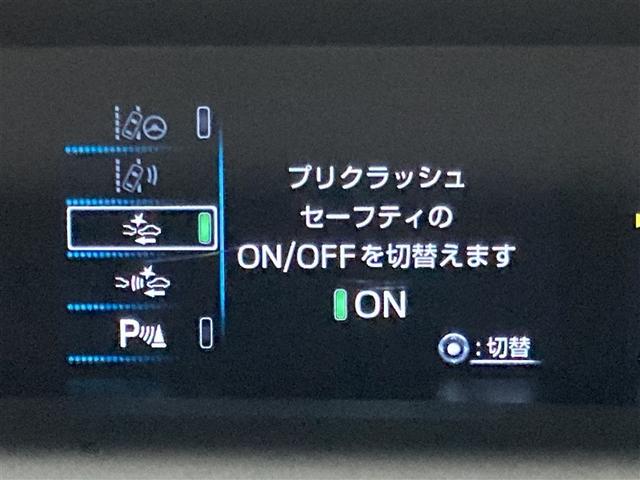 プリクラッシュ
セーフティの
ON/OFFを切替えます
ON
P
:切替